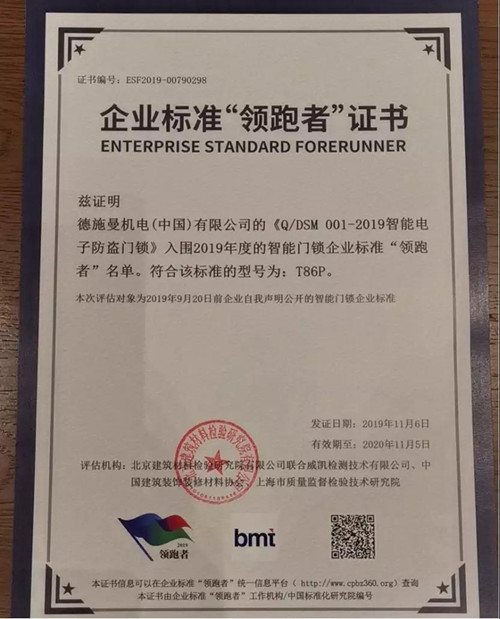 证书编号：ESF2019-00790298
企业标准“领跑者”证书
ENTERPRISE STANDARD FORERUNNER
兹证明
德施曼机电(中国)有限公司的《Q/DSM 001-2019智能电
子防盗门锁》入围2019年度的智能门锁企业标准“领跑
者”名单。符合该标准的型号为：T86P。
本次评估对象为2019年9月20日前企业自我声明公开的智能门锁企业标准
发证日期：2019年11月6日
有效期至：2020年11月5日
评估机构：北京建筑材料检验研究院有限公司联合威凯检测技术有限公司、中
国建筑装饰装修材料协会、上海市质量监督检验技术研究院
2019
领跑者
bmt
本证书信息可以在企业标准“领跑者”统一信息平台（http://www.cpbz360.org）查询
本证书由企业标准“领跑者”工作机构/中国标准化研究院编号